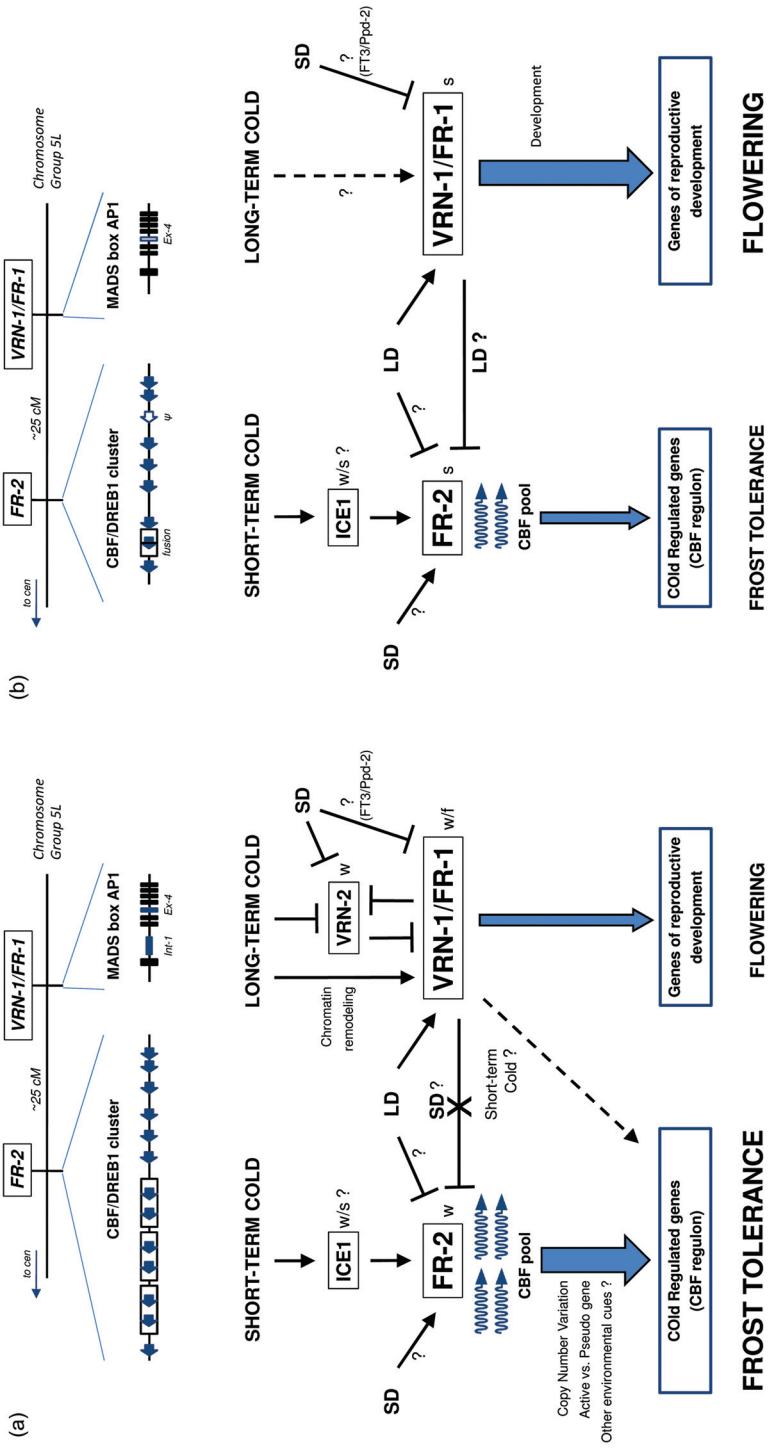 (a)
FR-2
~25 cM
VRN-1/FR-1
Chromosome
Group 5L
to cen
CBF/DREB1 cluster
MADS box AP1
Int-1
Ex-4
SHORT-TERM COLD
LONG-TERM COLD
SD
?
(FT3/Ppd-2)
ICE1
w/s ?
VRN-2
w
Chromatin
remodeling
LD
?
SD
?
FR-2
w
VRN-1/FR-1
w/f
SD ?
Short-term
Cold ?
CBF pool
Copy Number Variation
Active vs. Pseudo gene
Other environmental cues ?
COld Regulated genes
(CBF regulon)
Genes of reproductive
development
FROST TOLERANCE
FLOWERING
(b)
FR-2
~25 cM
VRN-1/FR-1
Chromosome
Group 5L
to cen
CBF/DREB1 cluster
MADS box AP1
fusion
ψ
Ex-4
SHORT-TERM COLD
LONG-TERM COLD
SD
?
(FT3/Ppd-2)
ICE1
w/s ?
?
LD
?
SD
?
FR-2
s
VRN-1/FR-1
s
LD ?
CBF pool
Development
COld Regulated genes
(CBF regulon)
Genes of reproductive
development
FROST TOLERANCE
FLOWERING